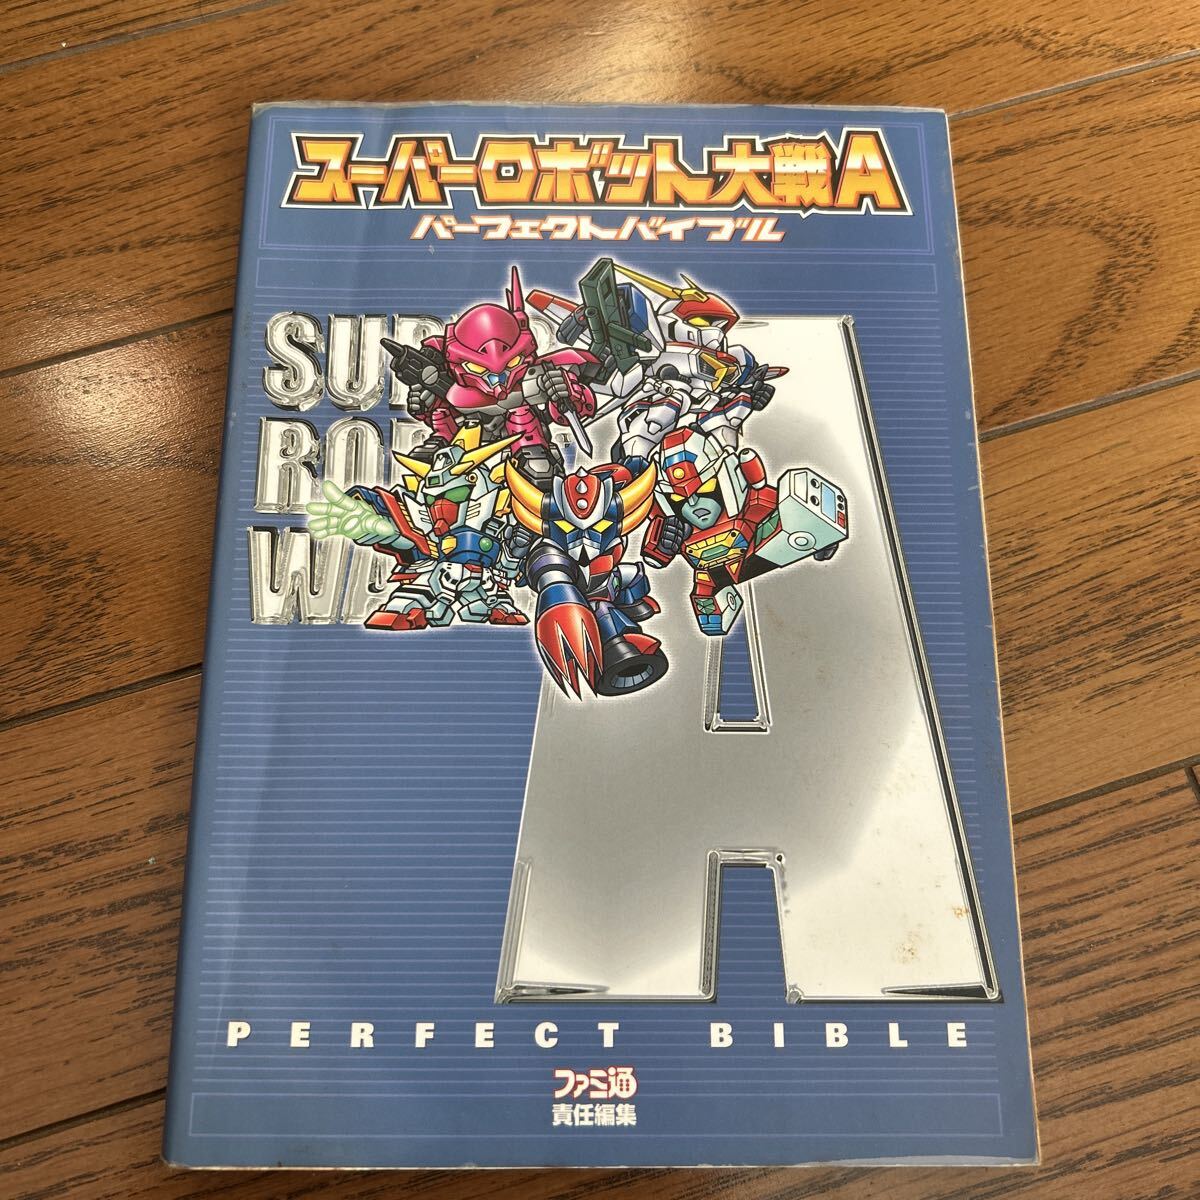 スーパーロボット大戦A
パーフェクトバイブル
A
PERFECT BIBLE
ファミ通
責任編集